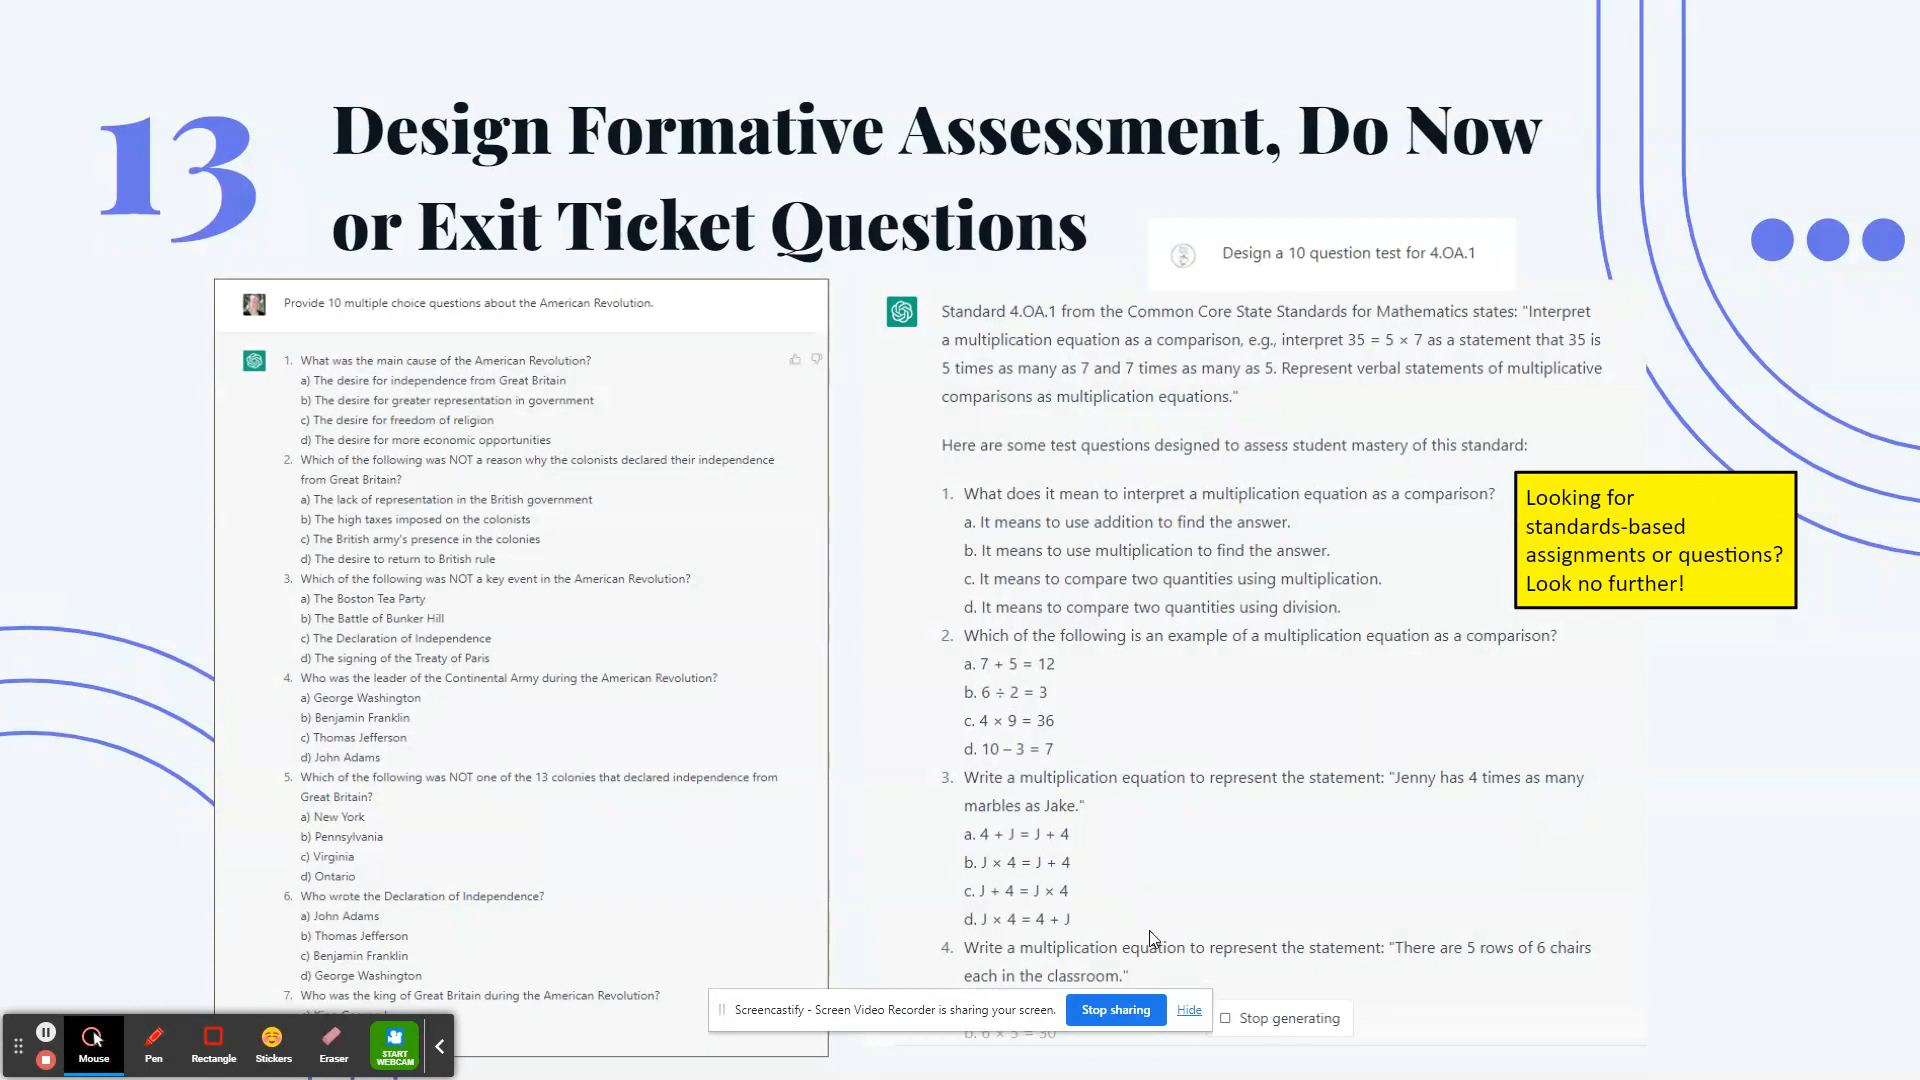 13
Design Formative Assessment, Do Now
or Exit Ticket Questions
Provide 10 multiple choice questions about the American Revolution.
1. What was the main cause of the American Revolution?
a) The desire for independence from Great Britain
b) The desire for greater representation in government
c) The desire for freedom of religion
d) The desire for more economic opportunities
2. Which of the following was NOT a reason why the colonists declared their independence
from Great Britain?
a) The lack of representation in the British government
b) The high taxes imposed on the colonists
c) The British army's presence in the colonies
d) The desire to return to British rule
3. Which of the following was NOT a key event in the American Revolution?
a) The Boston Tea Party
b) The Battle of Bunker Hill
c) The Declaration of Independence
d) The signing of the Treaty of Paris
4. Who was the leader of the Continental Army during the American Revolution?
a) George Washington
b) Benjamin Franklin
c) Thomas Jefferson
d) John Adams
5. Which of the following was NOT one of the 13 colonies that declared independence from
Great Britain?
a) New York
b) Pennsylvania
c) Virginia
d) Ontario
6. Who wrote the Declaration of Independence?
a) John Adams
b) Thomas Jefferson
c) Benjamin Franklin
d) George Washington
7. Who was the king of Great Britain during the American Revolution?
Design a 10 question test for 4.OA.1
Standard 4.OA.1 from the Common Core State Standards for Mathematics states: "Interpret
a multiplication equation as a comparison, e.g., interpret 35 = 5 × 7 as a statement that 35 is
5 times as many as 7 and 7 times as many as 5. Represent verbal statements of multiplicative
comparisons as multiplication equations."
Here are some test questions designed to assess student mastery of this standard:
1. What does it mean to interpret a multiplication equation as a comparison?
a. It means to use addition to find the answer.
b. It means to use multiplication to find the answer.
c. It means to compare two quantities using multiplication.
d. It means to compare two quantities using division.
2. Which of the following is an example of a multiplication equation as a comparison?
a. 7 + 5 = 12
b. 6 ÷ 2 = 3
c. 4 × 9 = 36
d. 10 – 3 = 7
3. Write a multiplication equation to represent the statement: "Jenny has 4 times as many
marbles as Jake."
a. 4 + J = J + 4
b. J × 4 = J + 4
c. J + 4 = J × 4
d. J × 4 = 4 + J
4. Write a multiplication equation to represent the statement: "There are 5 rows of 6 chairs
each in the classroom."
b. 6 × 5 = 30
Looking for
standards-based
assignments or questions?
Look no further!
Screencastify - Screen Video Recorder is sharing your screen.
Stop sharing
Hide
Stop generating
Mouse
Pen
Rectangle
Stickers
Eraser
START
WEBCAM